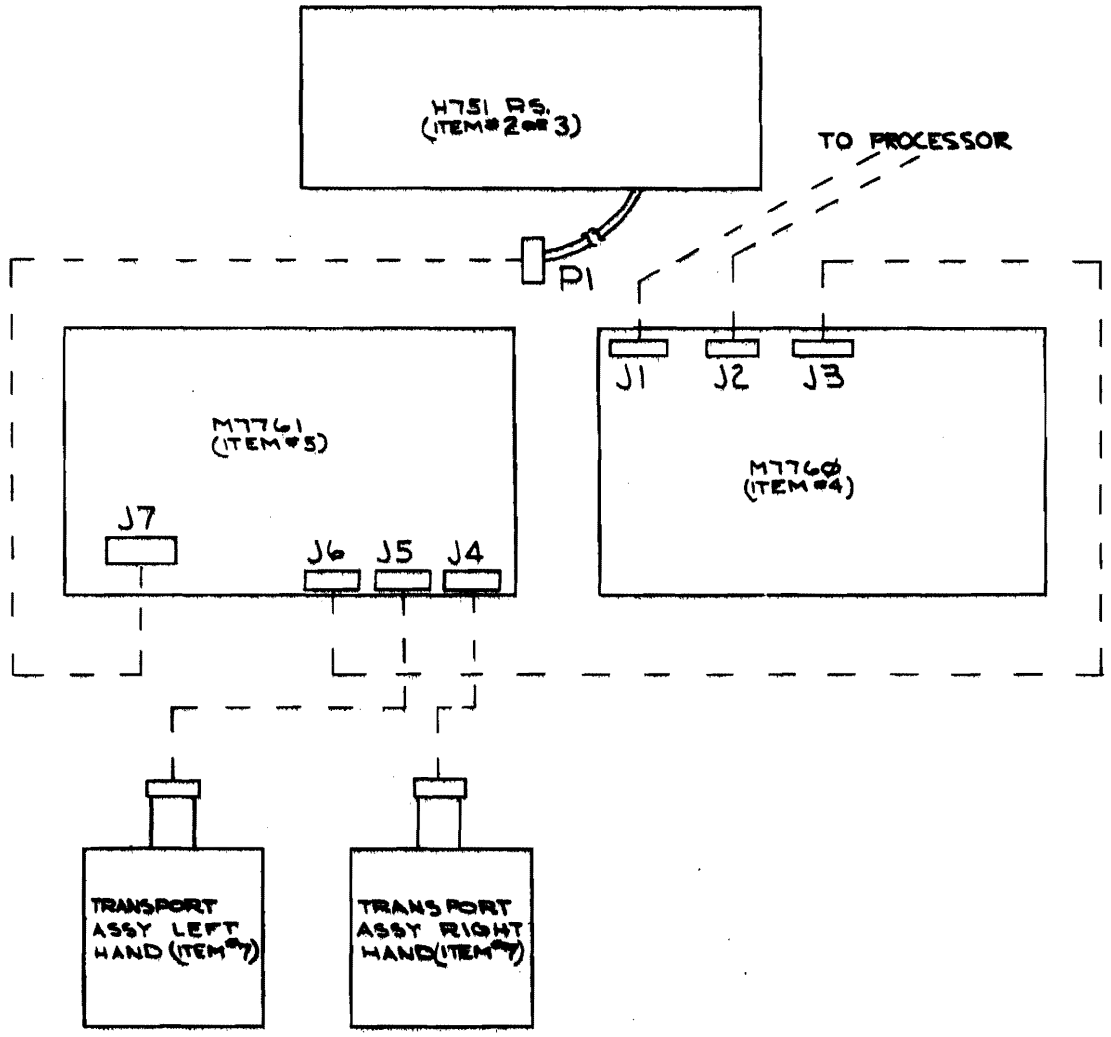 H751 P.S.
(ITEM#2 OR 3)
TO PROCESSOR
P1
J1 J2 J3
M7761
(ITEM#5)
M776Ø
(ITEM#4)
J7
J6 J5 J4
TRANSPORT
ASSY LEFT
HAND (ITEM#7)
TRANSPORT
ASSY RIGHT
HAND (ITEM#7)